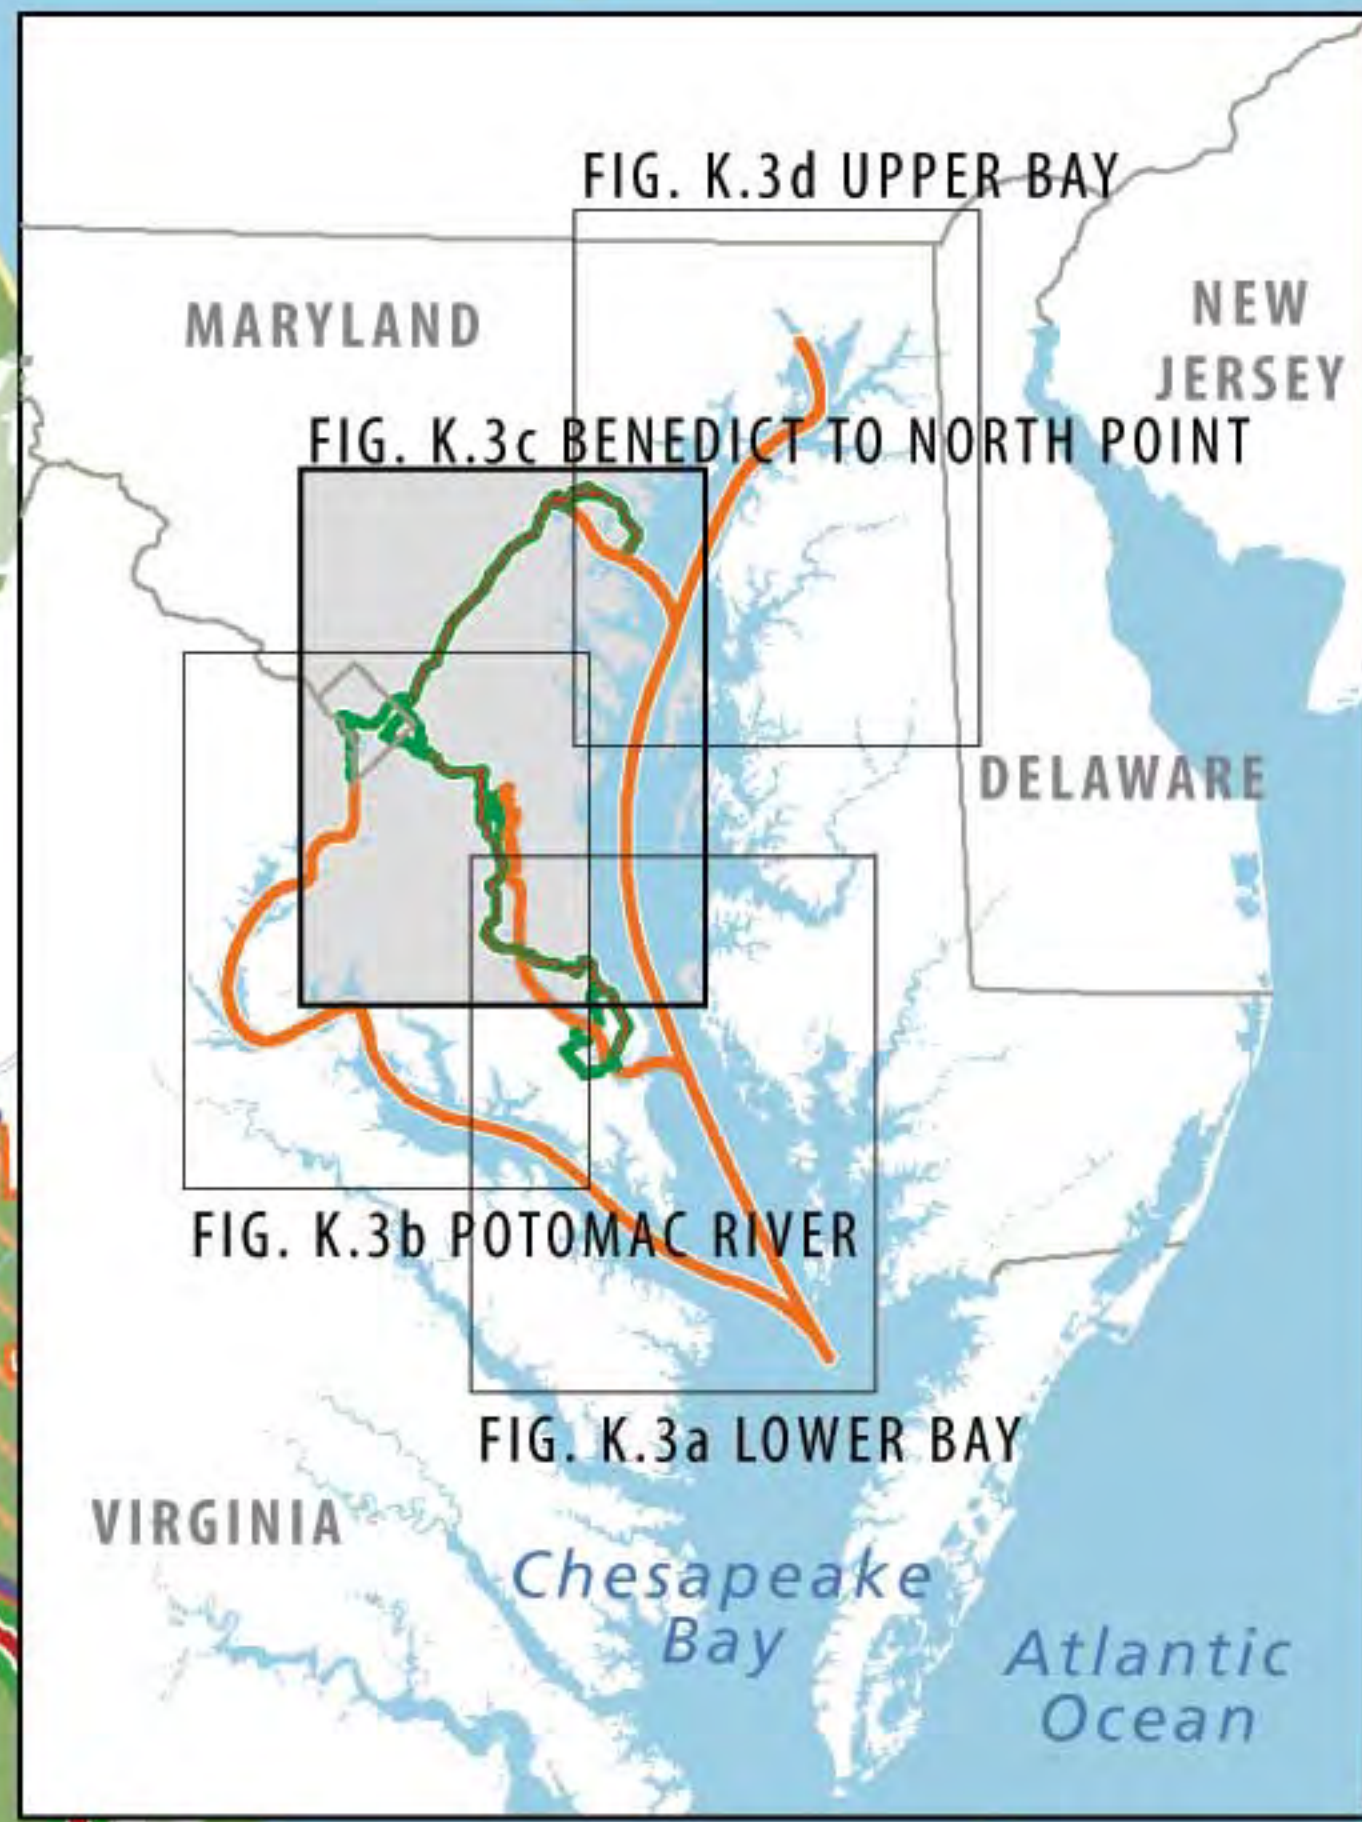 FIG. K.3d UPPER BAY
MARYLAND
NEW
JERSEY
FIG. K.3c BENEDICT TO NORTH POINT
DELAWARE
FIG. K.3b POTOMAC RIVER
FIG. K.3a LOWER BAY
VIRGINIA
Chesapeake
Bay
Atlantic
Ocean